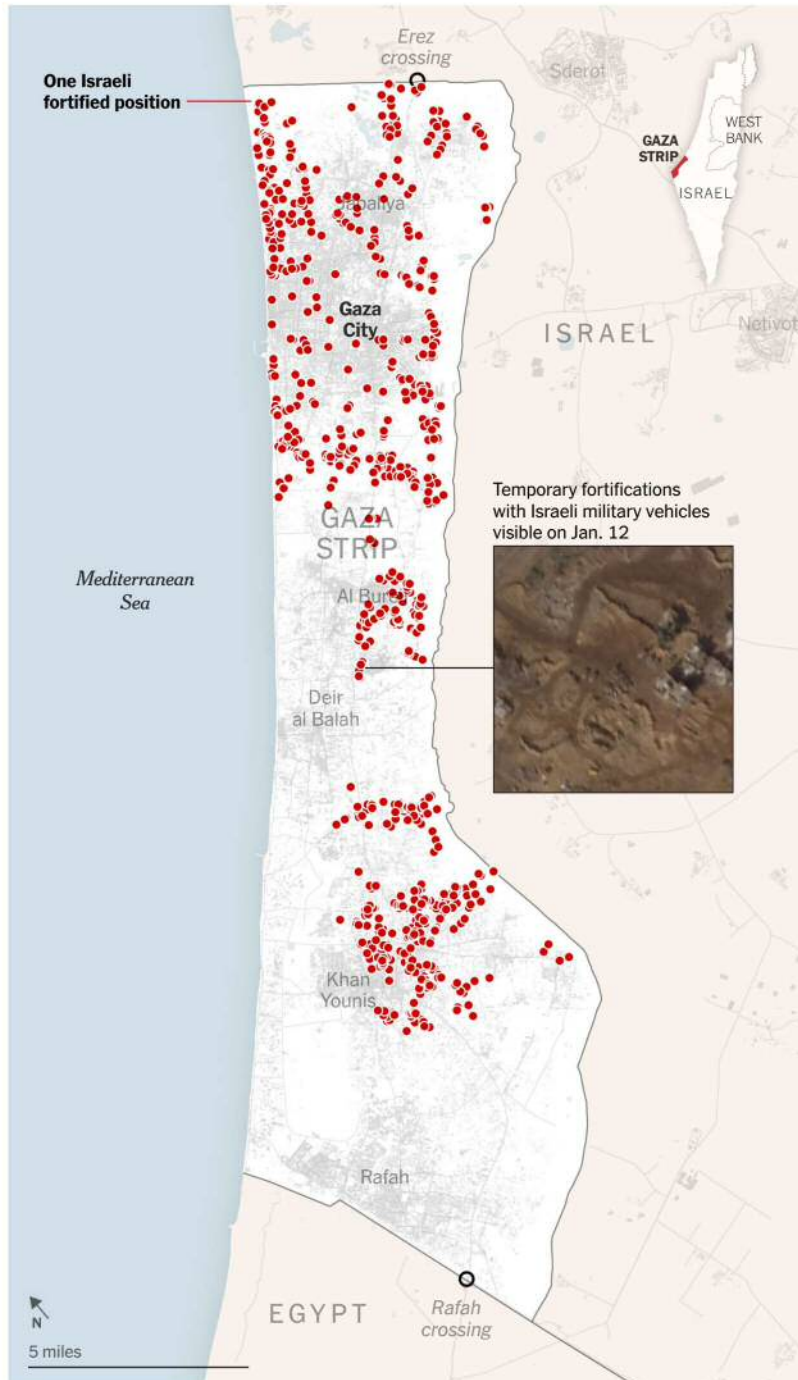 Erez
crossing
Sderot
One Israeli
fortified position
WEST
BANK
GAZA
STRIP
ISRAEL
Jabaliya
Gaza
City
ISRAEL
Netivot
Temporary fortifications
with Israeli military vehicles
visible on Jan. 12
GAZA
STRIP
Mediterranean
Sea
Al Bureij
Deir
al Balah
Khan
Younis
Rafah
EGYPT
Rafah
crossing
N
5 miles